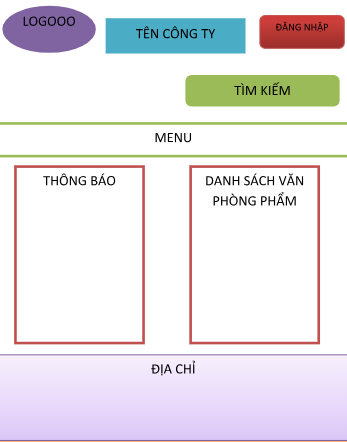 LOGOOO
TÊN CÔNG TY
ĐĂNG NHẬP
TÌM KIẾM
MENU
THÔNG BÁO
DANH SÁCH VĂN
PHÒNG PHẨM
ĐỊA CHỈ